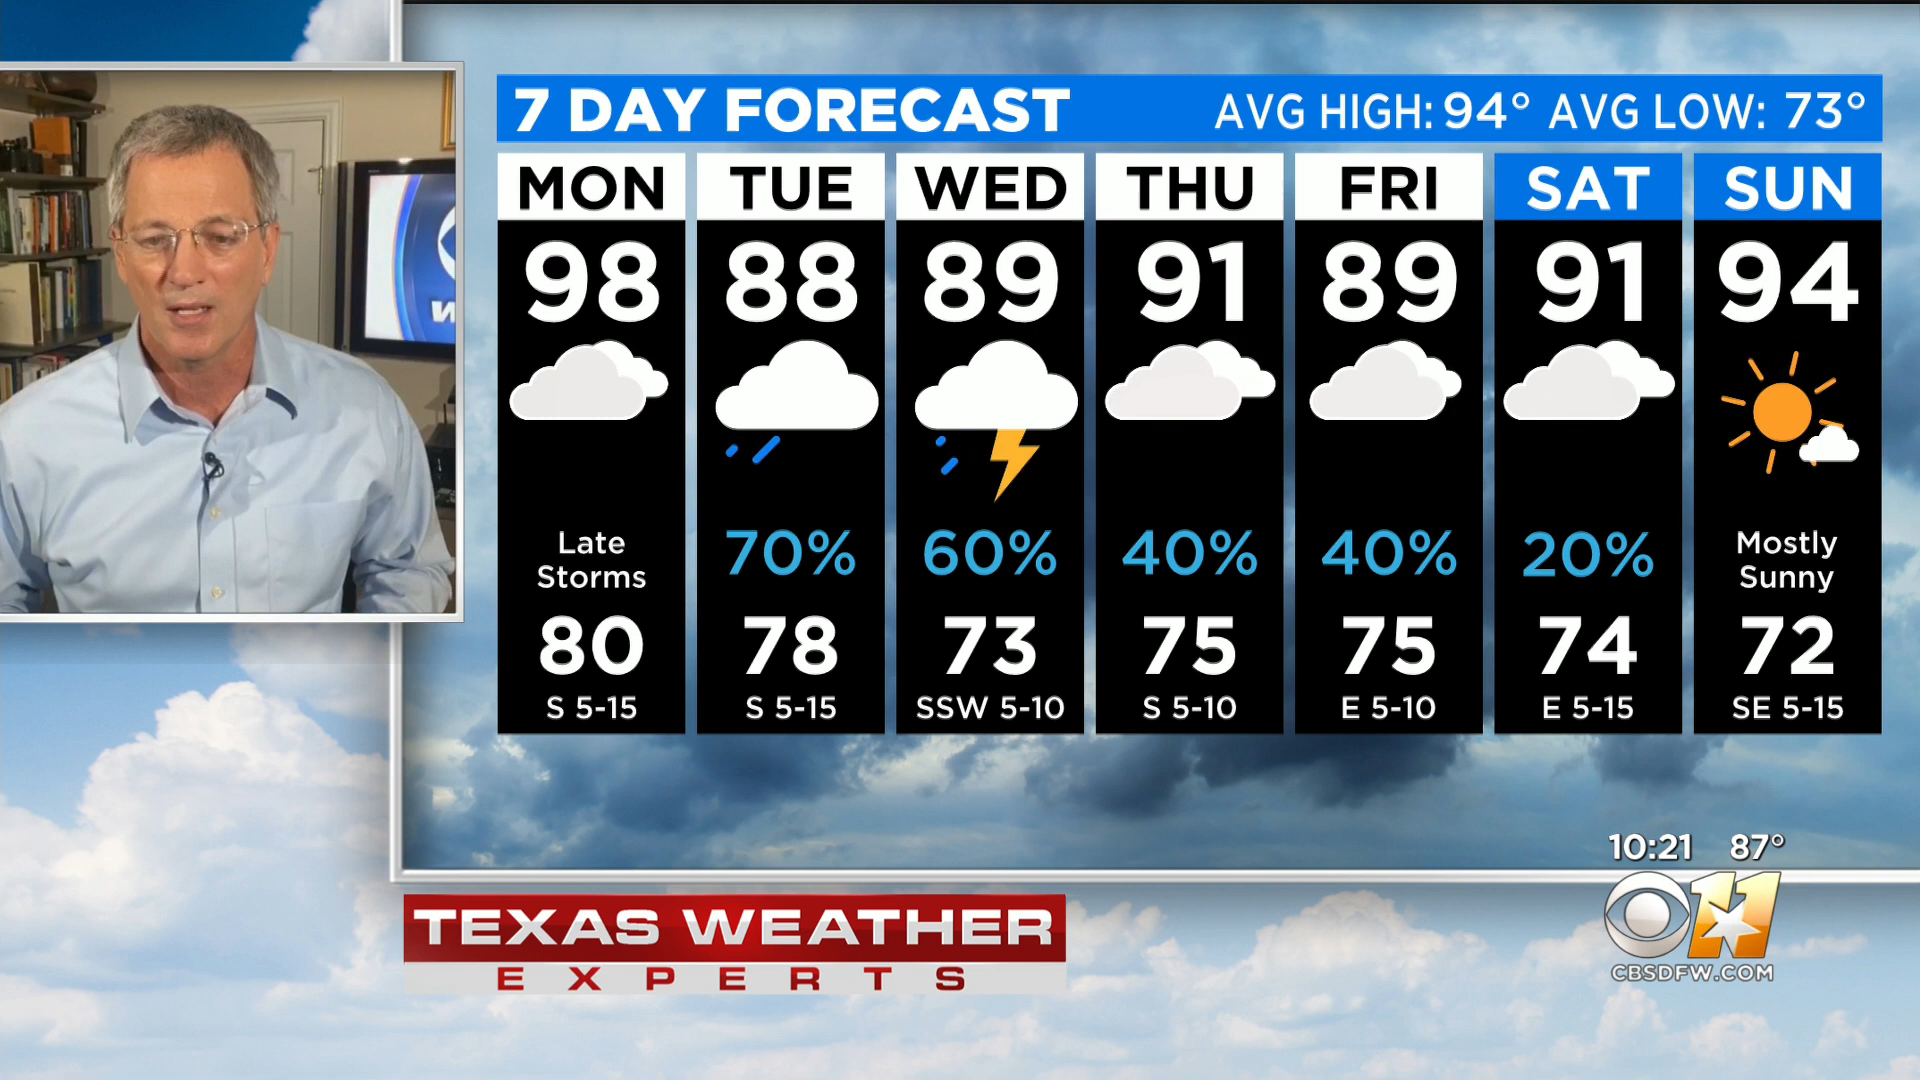 7 DAY FORECAST AVG HIGH: 94° AVG LOW: 73°
MON TUE WED THU FRI SAT SUN
98 88 89 91 89 91 94
Late Storms 70% 60% 40% 40% 20% Mostly Sunny
80 78 73 75 75 74 72
S 5-15 S 5-15 SSW 5-10 S 5-10 E 5-10 E 5-15 SE 5-15
10:21 87°
11
TEXAS WEATHER
EXPERTS
CBSDFW.COM